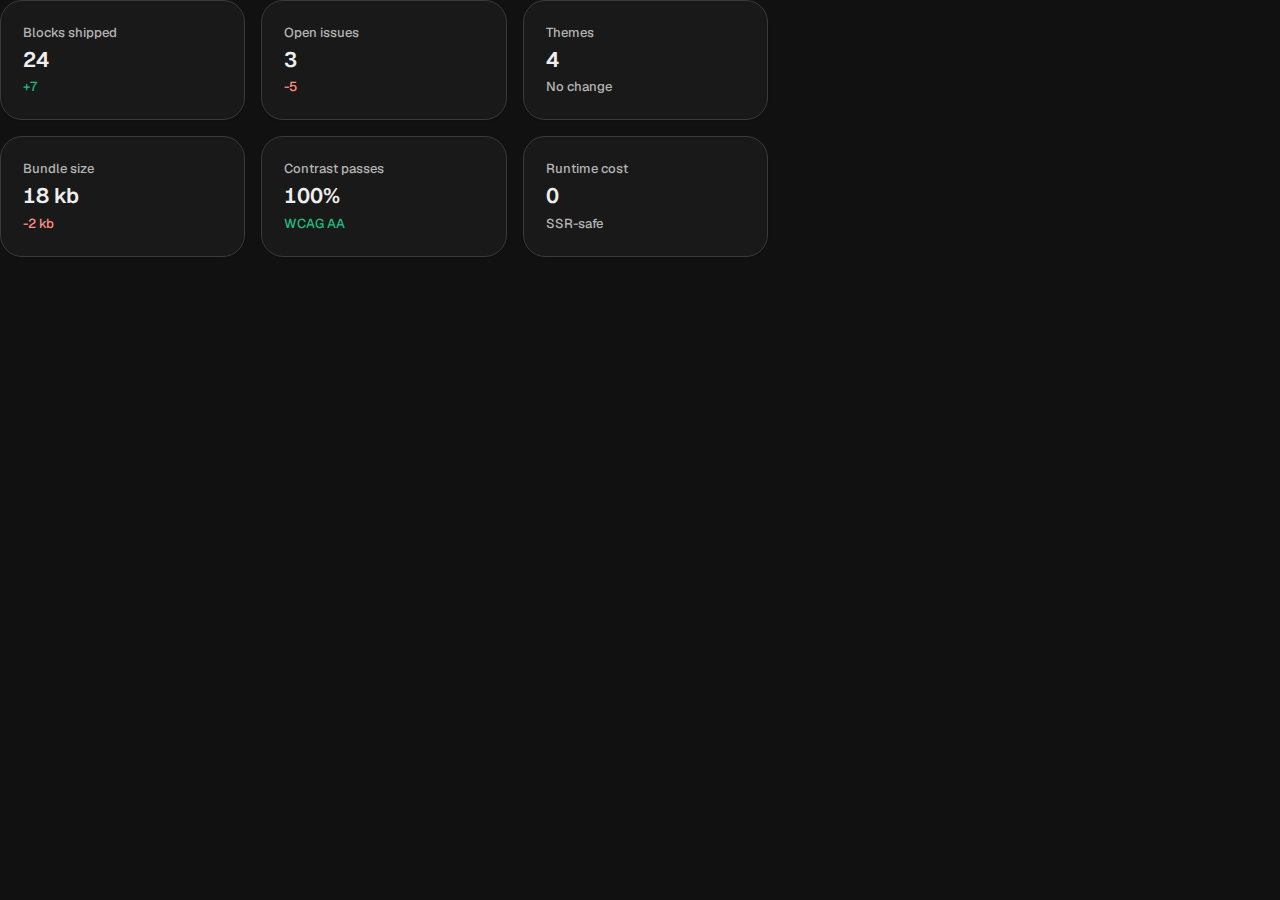 Blocks shipped
24
+7
Open issues
3
-5
Themes
4
No change
Bundle size
18 kb
-2 kb
Contrast passes
100%
WCAG AA
Runtime cost
0
SSR-safe